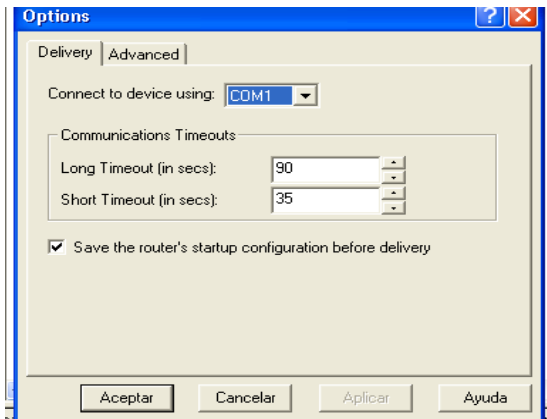 Options
Delivery Advanced
Connect to device using: COM1
Communications Timeouts
Long Timeout (in secs): 90
Short Timeout (in secs): 35
Save the router's startup configuration before delivery
Aceptar Cancelar Aplicar Ayuda